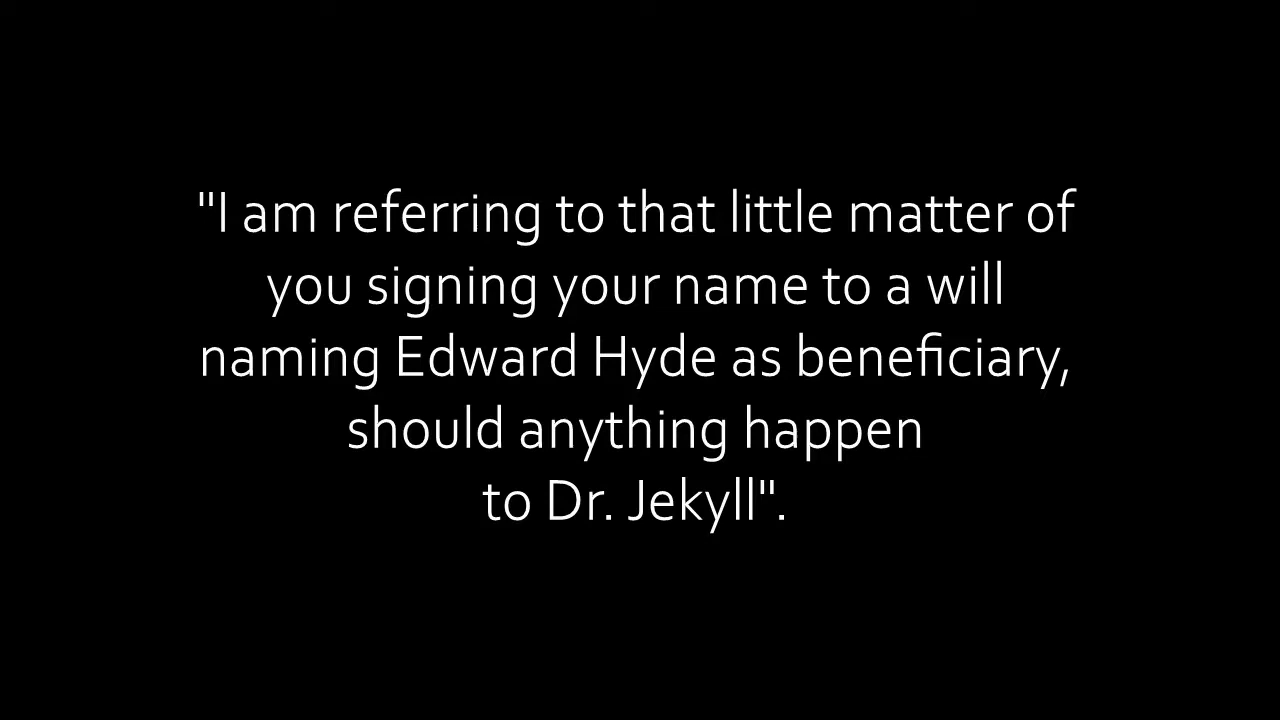 "I am referring to that little matter of
you signing your name to a will
naming Edward Hyde as beneficiary,
should anything happen
to Dr. Jekyll".